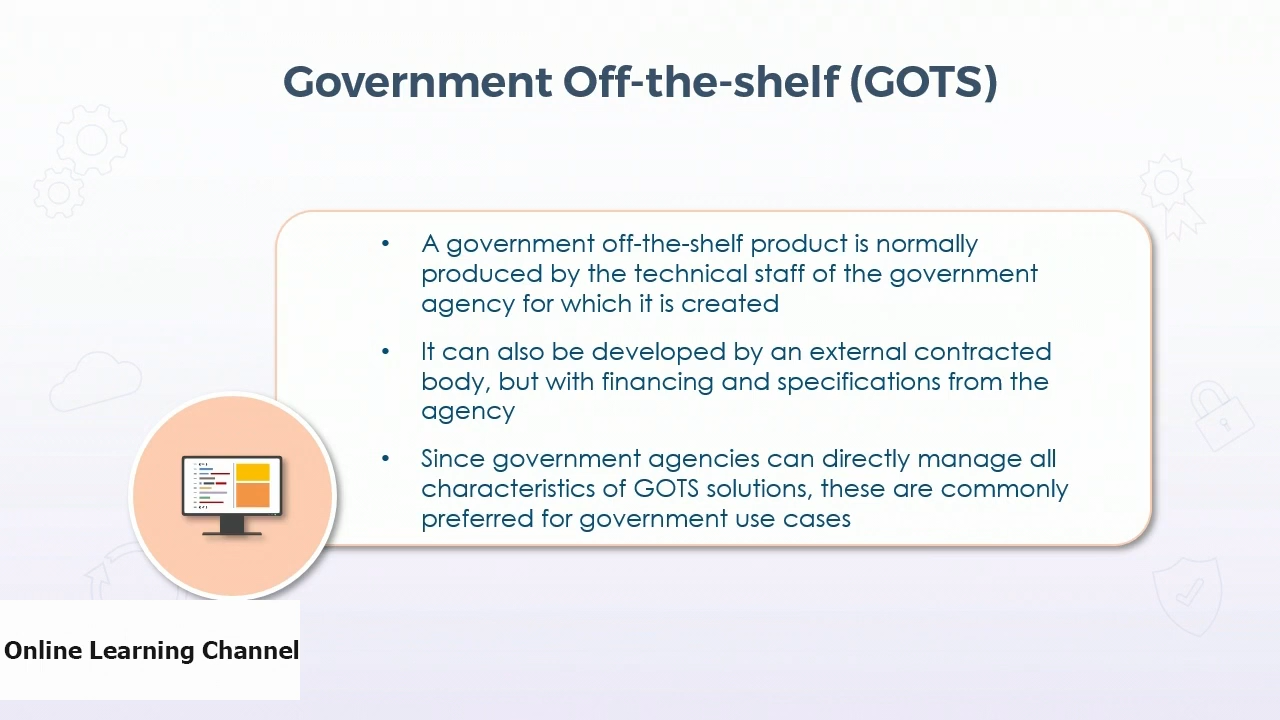 Government Off-the-shelf (GOTS)
• A government off-the-shelf product is normally
produced by the technical staff of the government
agency for which it is created
• It can also be developed by an external contracted
body, but with financing and specifications from the
agency
• Since government agencies can directly manage all
characteristics of GOTS solutions, these are commonly
preferred for government use cases
Online Learning Channel